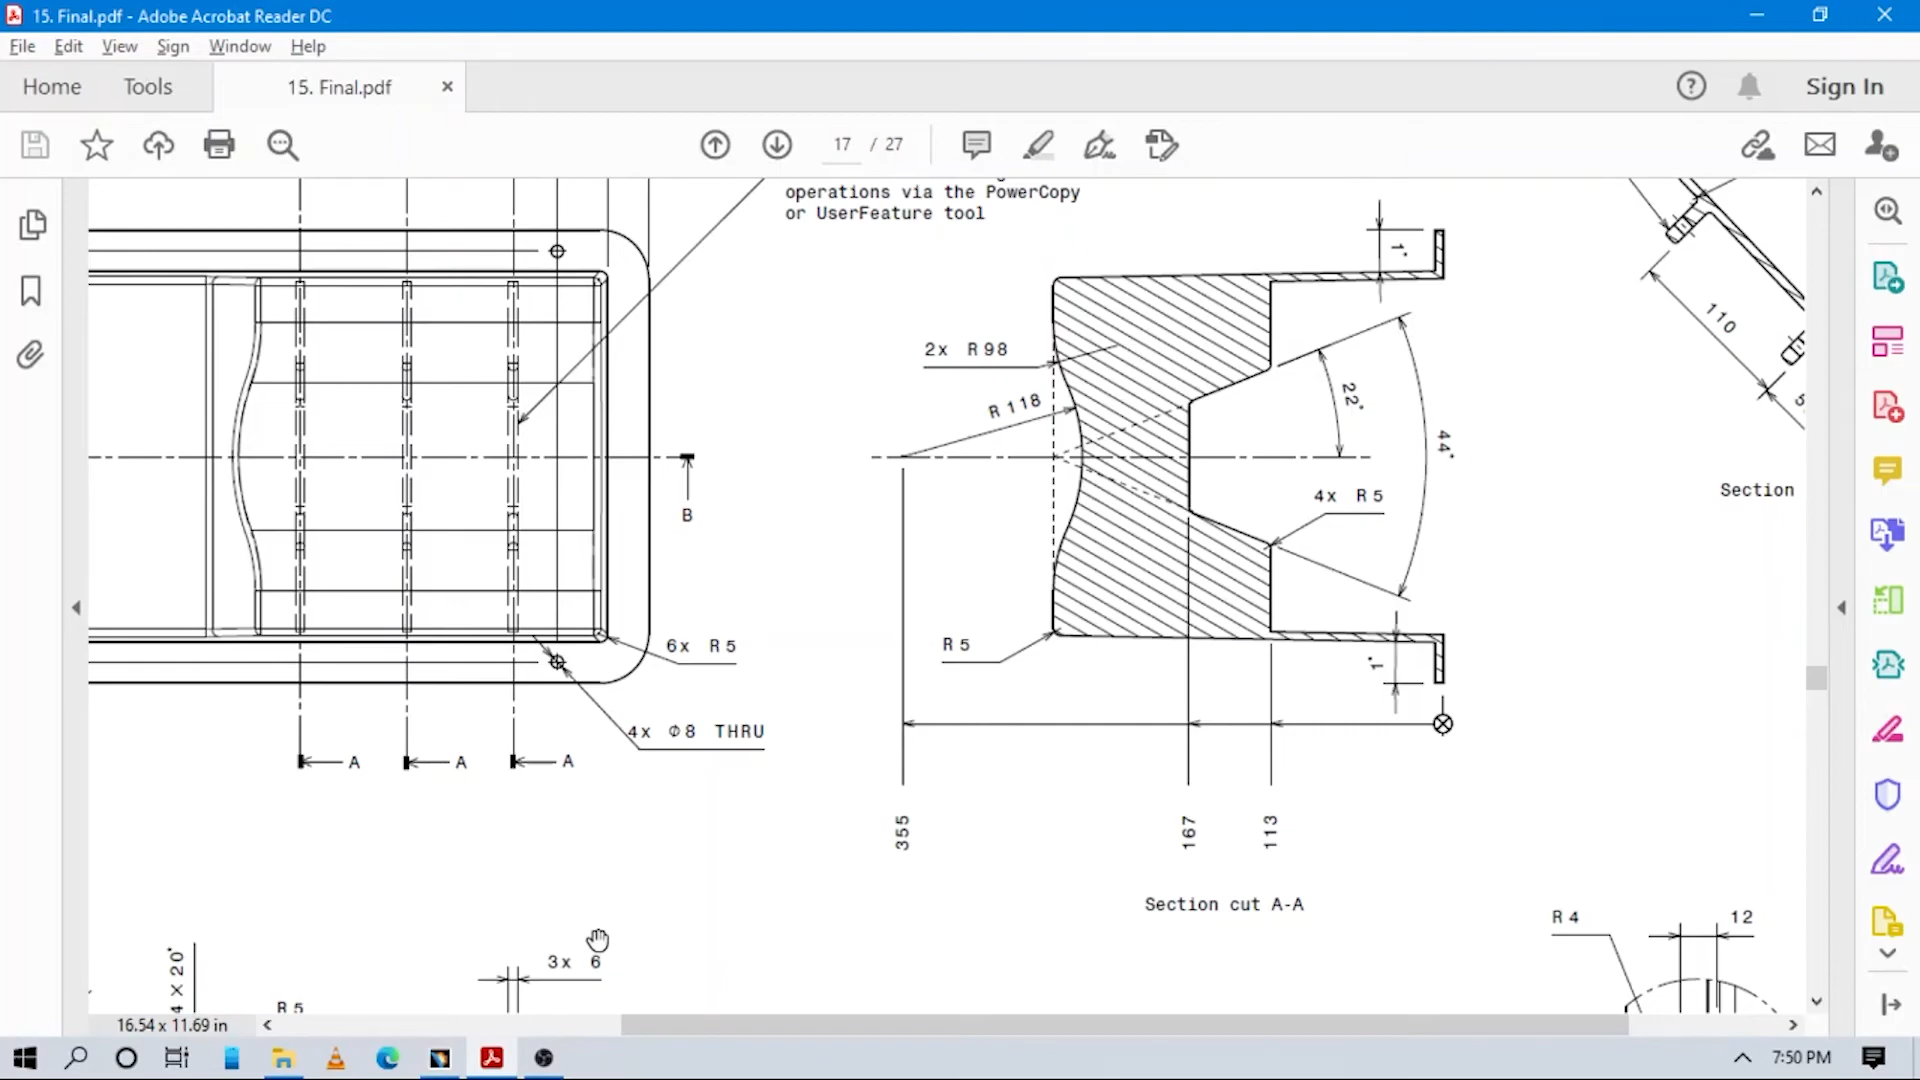 15. Final.pdf - Adobe Acrobat Reader DC
File Edit View Sign Window Help
Home Tools 15. Final.pdf × Sign In
17 / 27
operations via the PowerCopy
or UserFeature tool
1°
110
2x R98
22°
R118
44°
4x R5
Section
B
6x R5
R5
1°
4x Φ8 THRU
A A A
355 167 113
Section cut A-A
R4 12
3x 6
4×20°
R5
16.54 x 11.69 in
7:50 PM